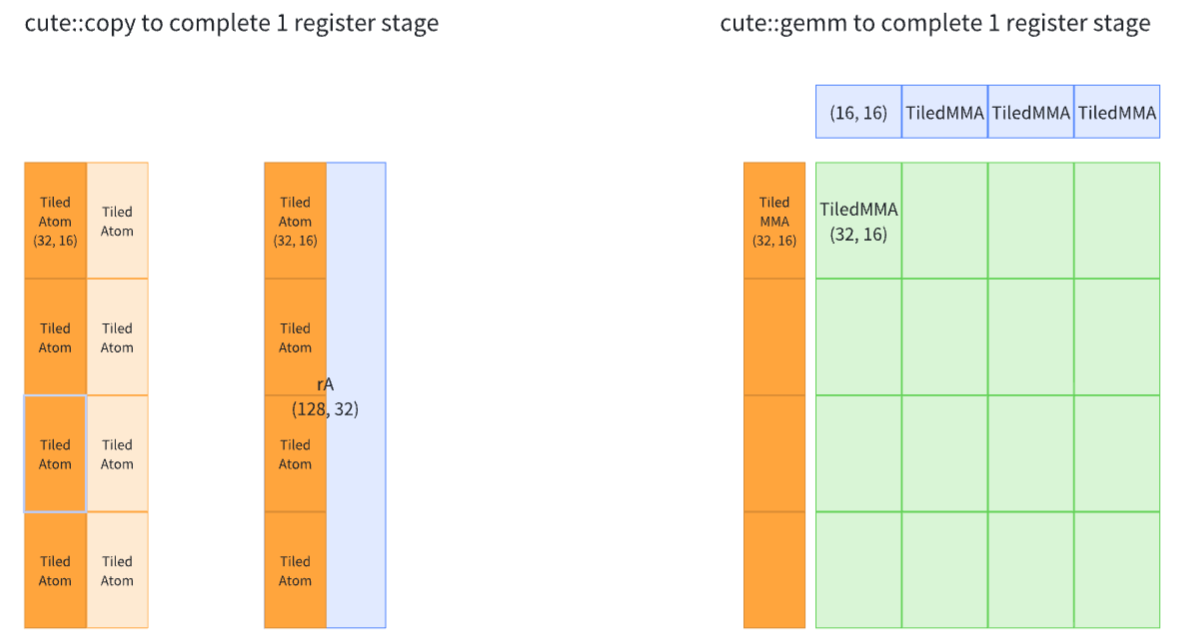 cute::copy to complete 1 register stage
cute::gemm to complete 1 register stage
(16, 16)
TiledMMA
TiledMMA
TiledMMA
Tiled
Atom
(32, 16)
Tiled
Atom
Tiled
Atom
Tiled
Atom
Tiled
Atom
Tiled
Atom
Tiled
Atom
Tiled
Atom
Tiled
Atom
(32, 16)
Tiled
Atom
rA
(128, 32)
Tiled
Atom
Tiled
Atom
Tiled
MMA
(32, 16)
TiledMMA
(32, 16)